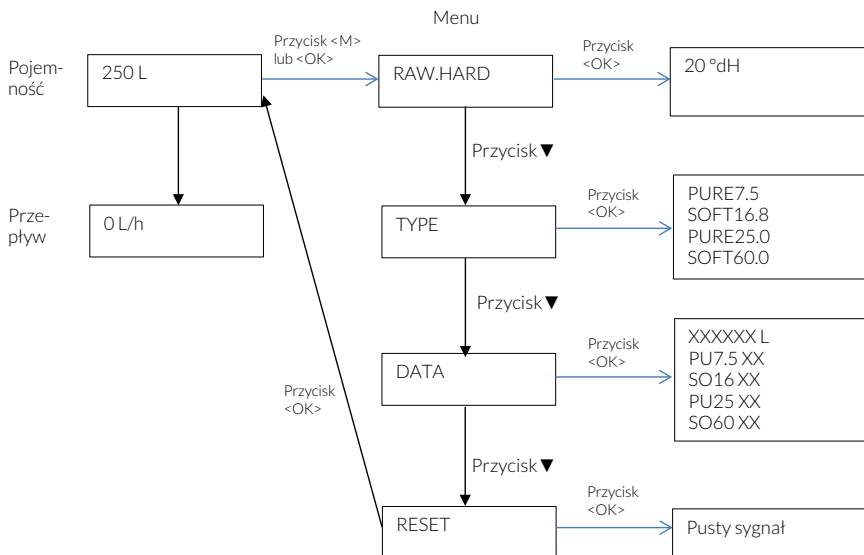 Menu
Pojem-
ność
250 L
Przycisk <M>
lub <OK>
RAW.HARD
Przycisk
<OK>
20 °dH
Przycisk ▼
Prze-
pływ
0 L/h
TYPE
Przycisk
<OK>
PURE7.5
SOFT16.8
PURE25.0
SOFT60.0
Przycisk ▼
DATA
Przycisk
<OK>
XXXXXX L
PU7.5 XX
SO16 XX
PU25 XX
SO60 XX
Przycisk
<OK>
Przycisk ▼
RESET
Przycisk
<OK>
Pusty sygnał